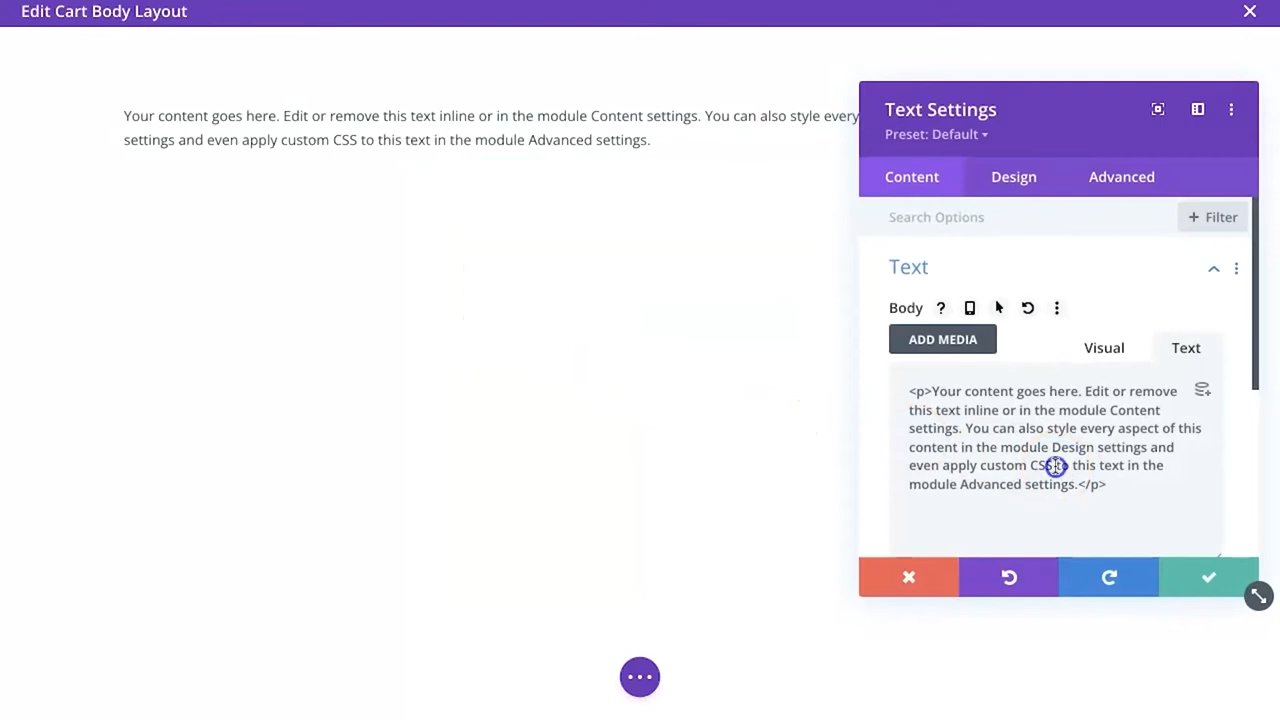 Edit Cart Body Layout
Your content goes here. Edit or remove this text inline or in the module Content settings. You can also style every
settings and even apply custom CSS to this text in the module Advanced settings.
Text Settings
Preset: Default
Content Design Advanced
Search Options + Filter
Text
Body ?
ADD MEDIA Visual Text
<p>Your content goes here. Edit or remove
this text inline or in the module Content
settings. You can also style every aspect of this
content in the module Design settings and
even apply custom CSS to this text in the
module Advanced settings.</p>